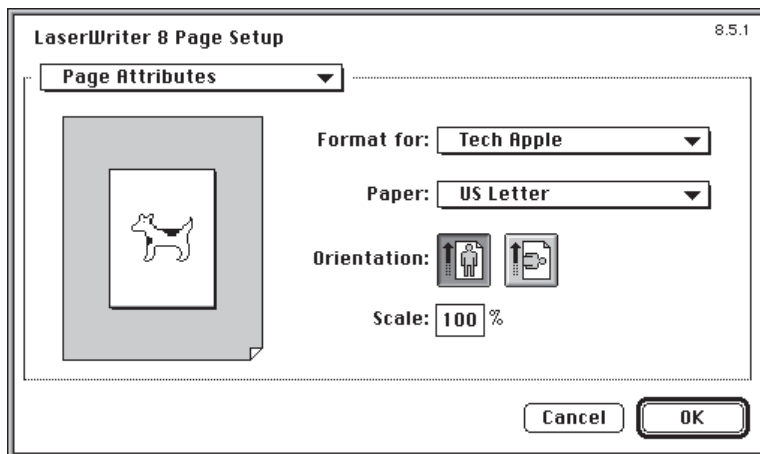 LaserWriter 8 Page Setup
8.5.1
Page Attributes
Format for: Tech Apple
Paper: US Letter
Orientation:
Scale: 100 %
Cancel OK